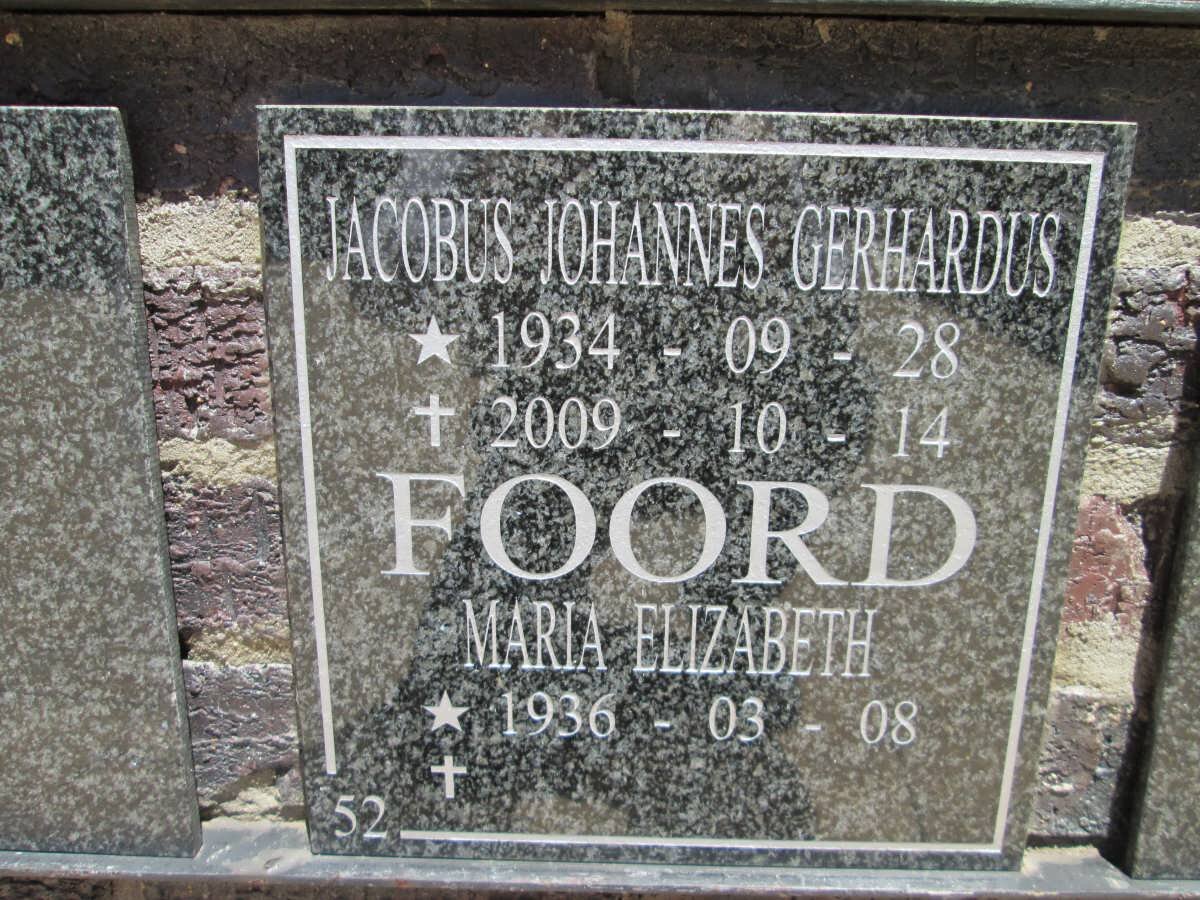 JACOBUS JOHANNES GERHARDUS
★ 1934 - 09 - 28
✝ 2009 - 10 - 14
FOORD
MARIA ELIZABETH
★ 1936 - 03 - 08
✝
52